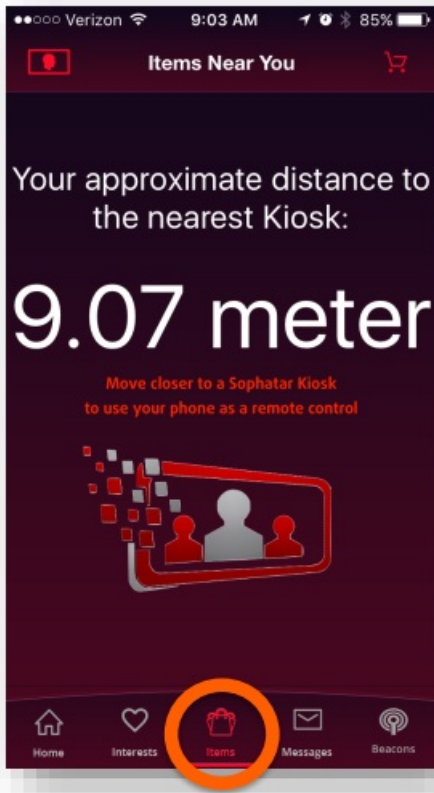 Verizon 9:03 AM 85%
Items Near You
Your approximate distance to
the nearest Kiosk:
9.07 meter
Move closer to a Sophatar Kiosk
to use your phone as a remote control
Home Interests Items Messages Beacons